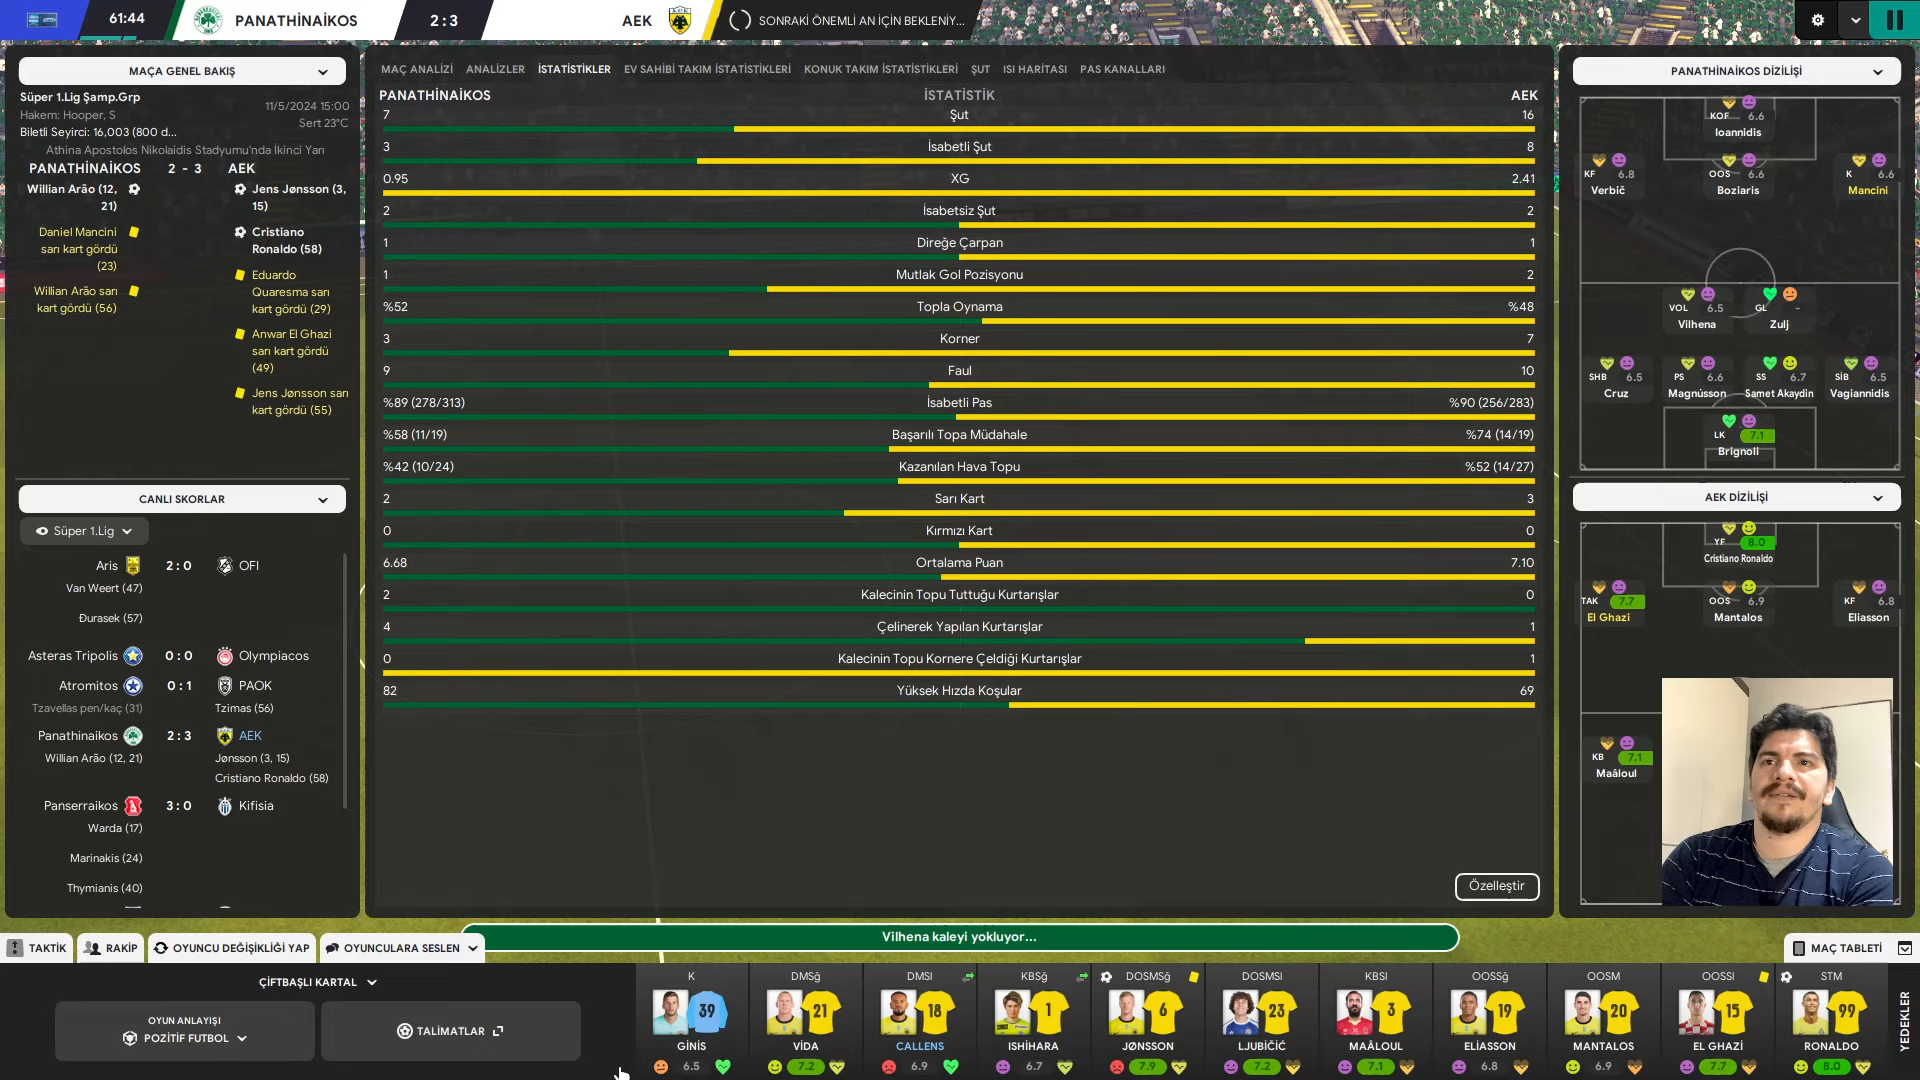 61:44
PANATHİNAİKOS
2 : 3
AEK
SONRAKİ ÖNEMLİ AN İÇİN BEKLENİY...
MAÇA GENEL BAKIŞ
Süper 1.Lig Şamp.Grp
11/5/2024 15:00
Hakem: Hooper, S
Sert 23°C
Biletli Seyirci: 16,003 (800 d...
Athina Apostolos Nikolaidis Stadyumu'nda İkinci Yarı
PANATHİNAİKOS 2 - 3 AEK
Willian Arão (12, 21)
Daniel Mancini sarı kart gördü (23)
Willian Arão sarı kart gördü (56)
Jens Jønsson (3, 15)
Cristiano Ronaldo (58)
Eduardo Quaresma sarı kart gördü (29)
Anwar El Ghazi sarı kart gördü (49)
Jens Jønsson sarı kart gördü (55)
CANLI SKORLAR
Süper 1.Lig
Aris 2 : 0 OFI
Van Weert (47)
Đurasek (57)
Asteras Tripolis 0 : 0 Olympiacos
Atromitos 0 : 1 PAOK
Tzavellas pen/kaç (31) Tzimas (56)
Panathinaikos 2 : 3 AEK
Willian Arão (12, 21) Jønsson (3, 15)
Cristiano Ronaldo (58)
Panserraikos 3 : 0 Kifisia
Warda (17)
Marinakis (24)
Thymianis (40)
MAÇ ANALİZİ ANALİZLER İSTATİSTİKLER EV SAHİBİ TAKIM İSTATİSTİKLERİ KONUK TAKIM İSTATİSTİKLERİ ŞUT ISI HARİTASI PAS KANALLARI
PANATHİNAİKOS İSTATİSTİK AEK
7 Şut 16
3 İsabetli Şut 8
0.95 XG 2.41
2 İsabetsiz Şut 2
1 Direğe Çarpan 1
1 Mutlak Gol Pozisyonu 2
%52 Topla Oynama %48
3 Korner 7
9 Faul 10
%89 (278/313) İsabetli Pas %90 (256/283)
%58 (11/19) Başarılı Topa Müdahale %74 (14/19)
%42 (10/24) Kazanılan Hava Topu %52 (14/27)
2 Sarı Kart 3
0 Kırmızı Kart 0
6.68 Ortalama Puan 7.10
2 Kalecinin Topu Tuttuğu Kurtarışlar 0
4 Çelinerek Yapılan Kurtarışlar 1
0 Kalecinin Topu Kornere Çeldiği Kurtarışlar 1
82 Yüksek Hızda Koşular 69
Özelleştir
PANATHİNAİKOS DİZİLİŞİ
KOF 6.6
Ioannidis
KF 6.8 OOS 6.6 K 6.6
Verbič Boziaris Mancini
VOL 6.5 GL -
Vilhena Zulj
SHB 6.5 PS 6.6 SS 6.7 SİB 6.5
Cruz Magnússon Samet Akaydin Vagiannidis
LK 7.1
Brignoli
AEK DİZİLİŞİ
YF 8.0
Cristiano Ronaldo
TAK 7.7 OOS 6.9 KF 6.8
El Ghazi Mantalos Eliasson
KB 7.1
Maâloul
TAKTİK RAKİP OYUNCU DEĞİŞİKLİĞİ YAP OYUNCULARA SESLEN
Vilhena kaleyi yokluyor...
MAÇ TABLETİ
ÇİFTBAŞLI KARTAL
OYUN ANLAYIŞI
POZİTİF FUTBOL
TALİMATLAR
K DMSğ DMSI KBSğ DOSMSğ DOSMSI KBSI OOSSğ OOSM OOSSI STM
39 21 18 1 6 23 3 19 20 15 99
GİNİS VİDA CALLENS ISHİHARA JØNSSON LJUBİČİĆ MAÂLOUL ELİASSON MANTALOS EL GHAZİ RONALDO
6.5 7.2 6.9 6.7 7.9 7.2 7.1 6.8 6.9 7.7 8.0
YEDEKLER